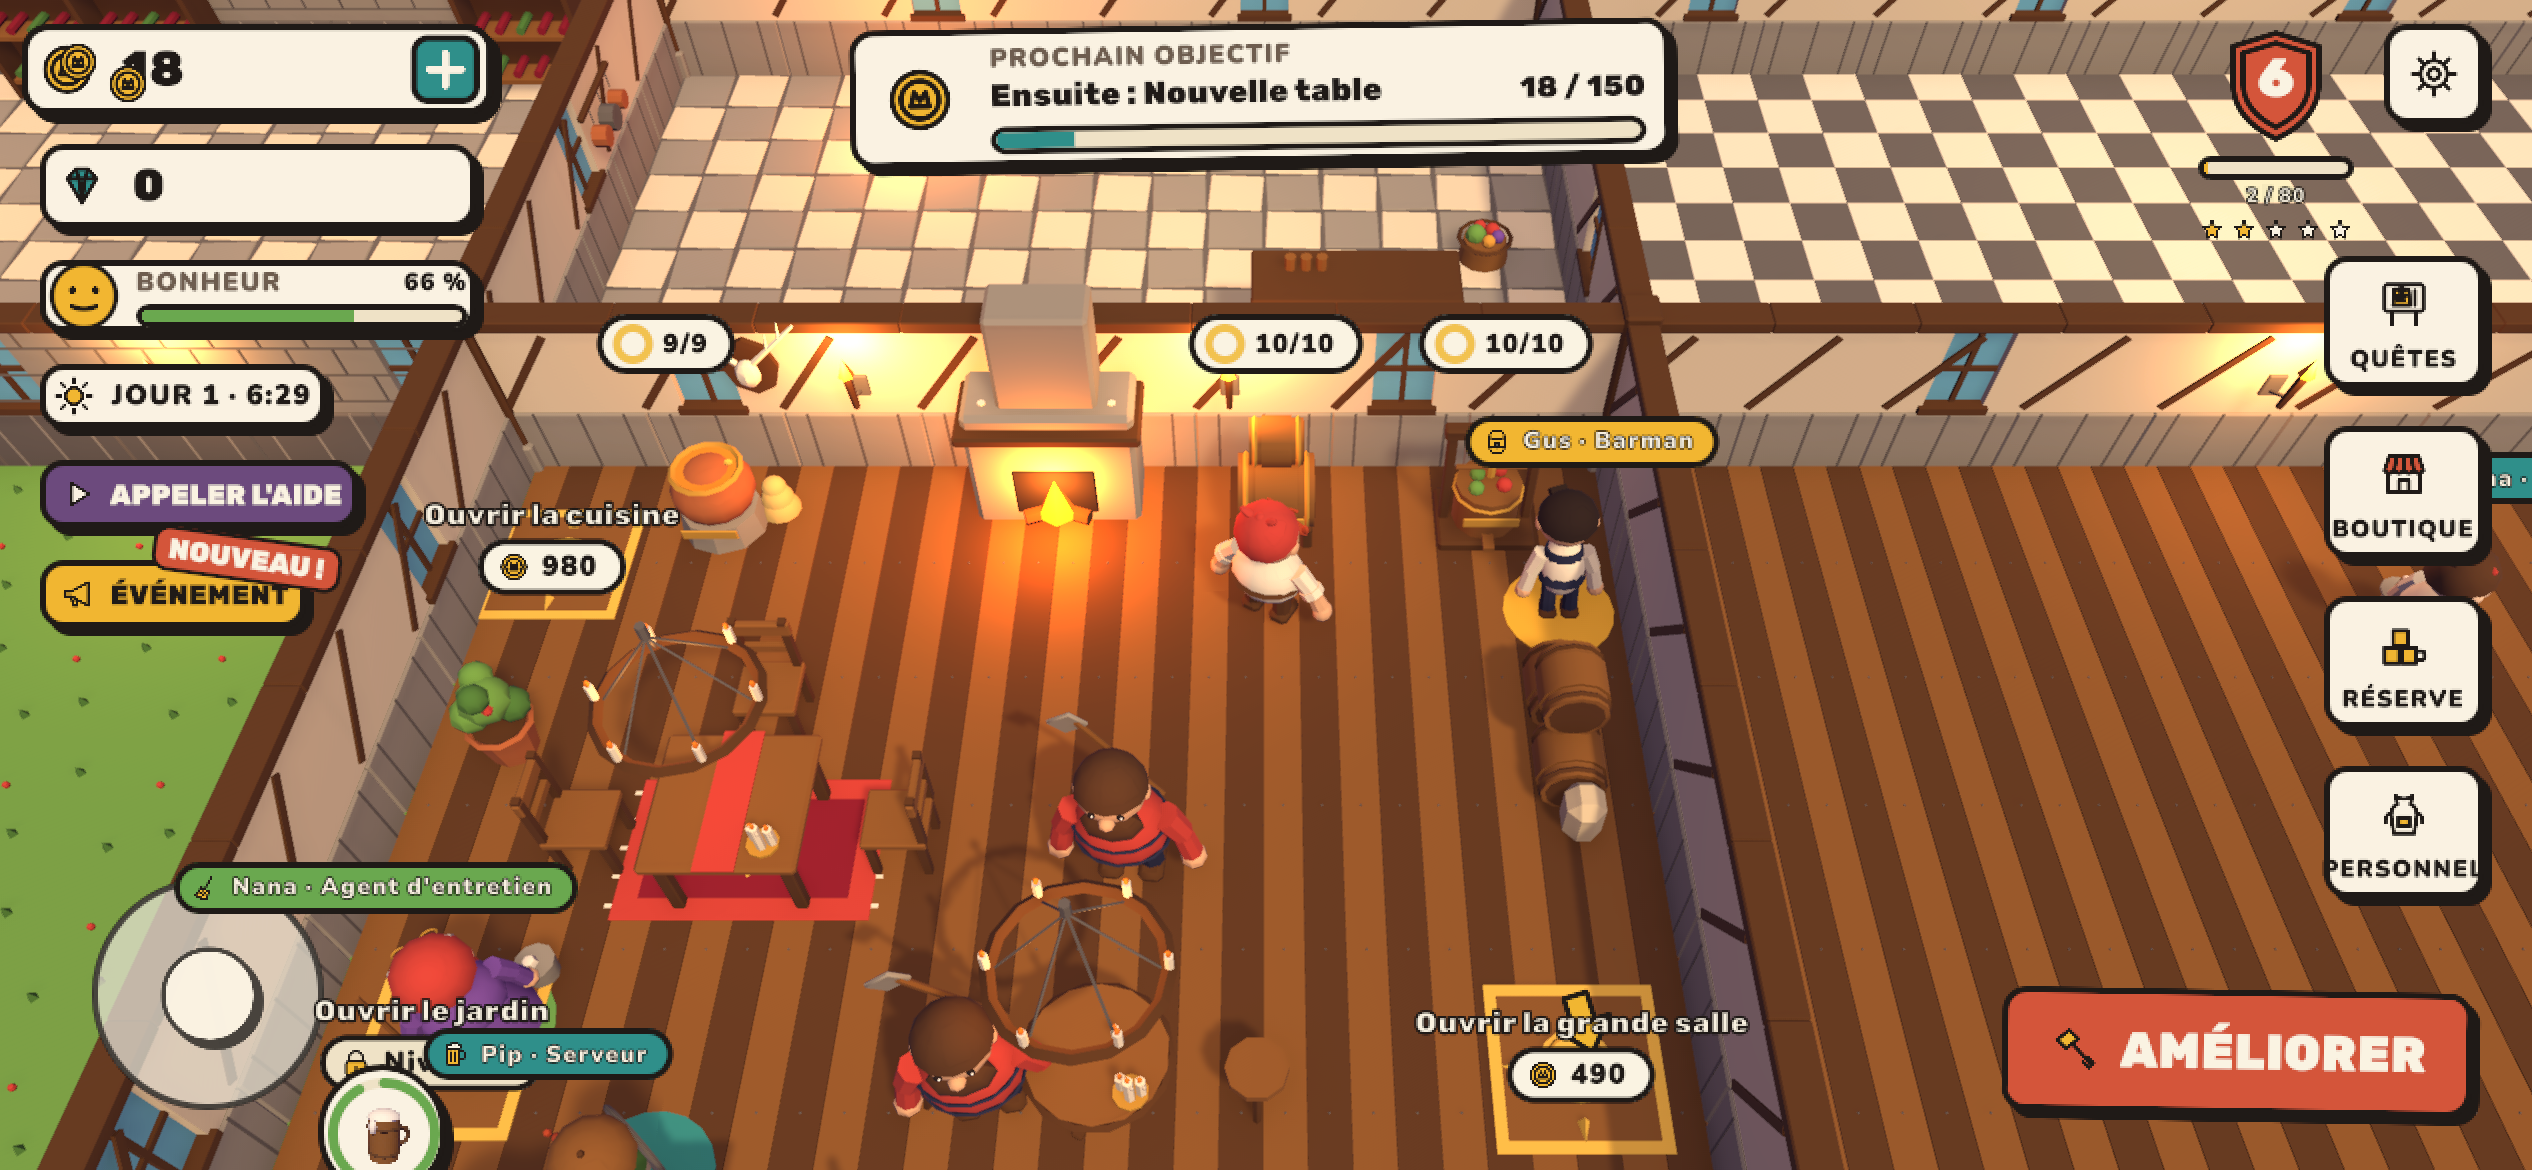 18
0
BONHEUR 66 %
JOUR 1 · 6:29
APPELER L'AIDE
NOUVEAU !
ÉVÉNEMENT
PROCHAIN OBJECTIF
Ensuite : Nouvelle table 18 / 150
6
2 / 80
QUÊTES
BOUTIQUE
RÉSERVE
PERSONNEL
AMÉLIORER
9/9
10/10
10/10
Gus · Barman
Ouvrir la cuisine
980
Nana · Agent d'entretien
Ouvrir le jardin
Pip · Serveur
Ouvrir la grande salle
490